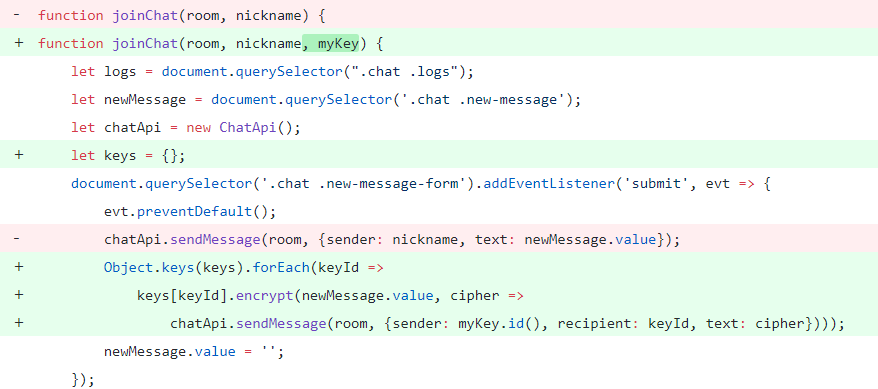 - function joinChat(room, nickname) {
+ function joinChat(room, nickname, myKey) {
let logs = document.querySelector(".chat .logs");
let newMessage = document.querySelector('.chat .new-message');
let chatApi = new ChatApi();
+ let keys = {};
document.querySelector('.chat .new-message-form').addEventListener('submit', evt => {
evt.preventDefault();
- chatApi.sendMessage(room, {sender: nickname, text: newMessage.value});
+ Object.keys(keys).forEach(keyId =>
+ keys[keyId].encrypt(newMessage.value, cipher =>
+ chatApi.sendMessage(room, {sender: myKey.id(), recipient: keyId, text: cipher})));
newMessage.value = '';
});